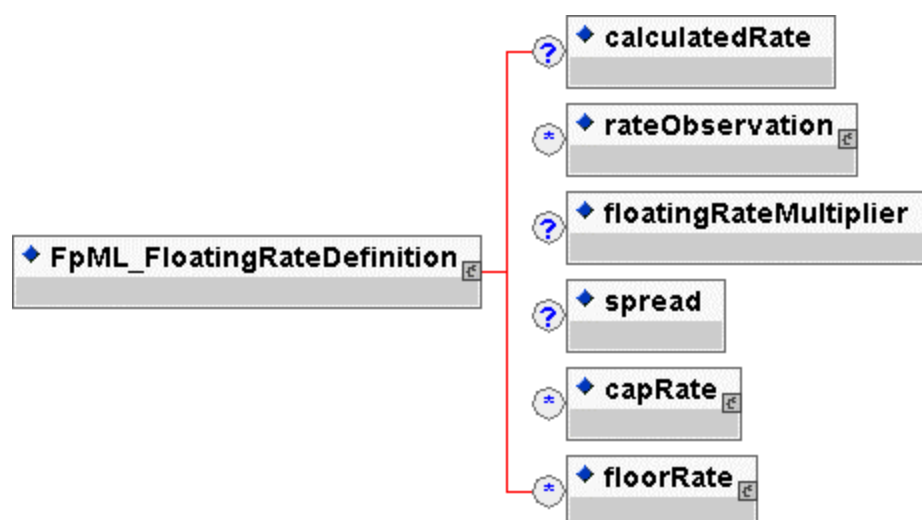 ? calculatedRate
* rateObservation
? floatingRateMultiplier
FpML_FloatingRateDefinition
? spread
* capRate
* floorRate